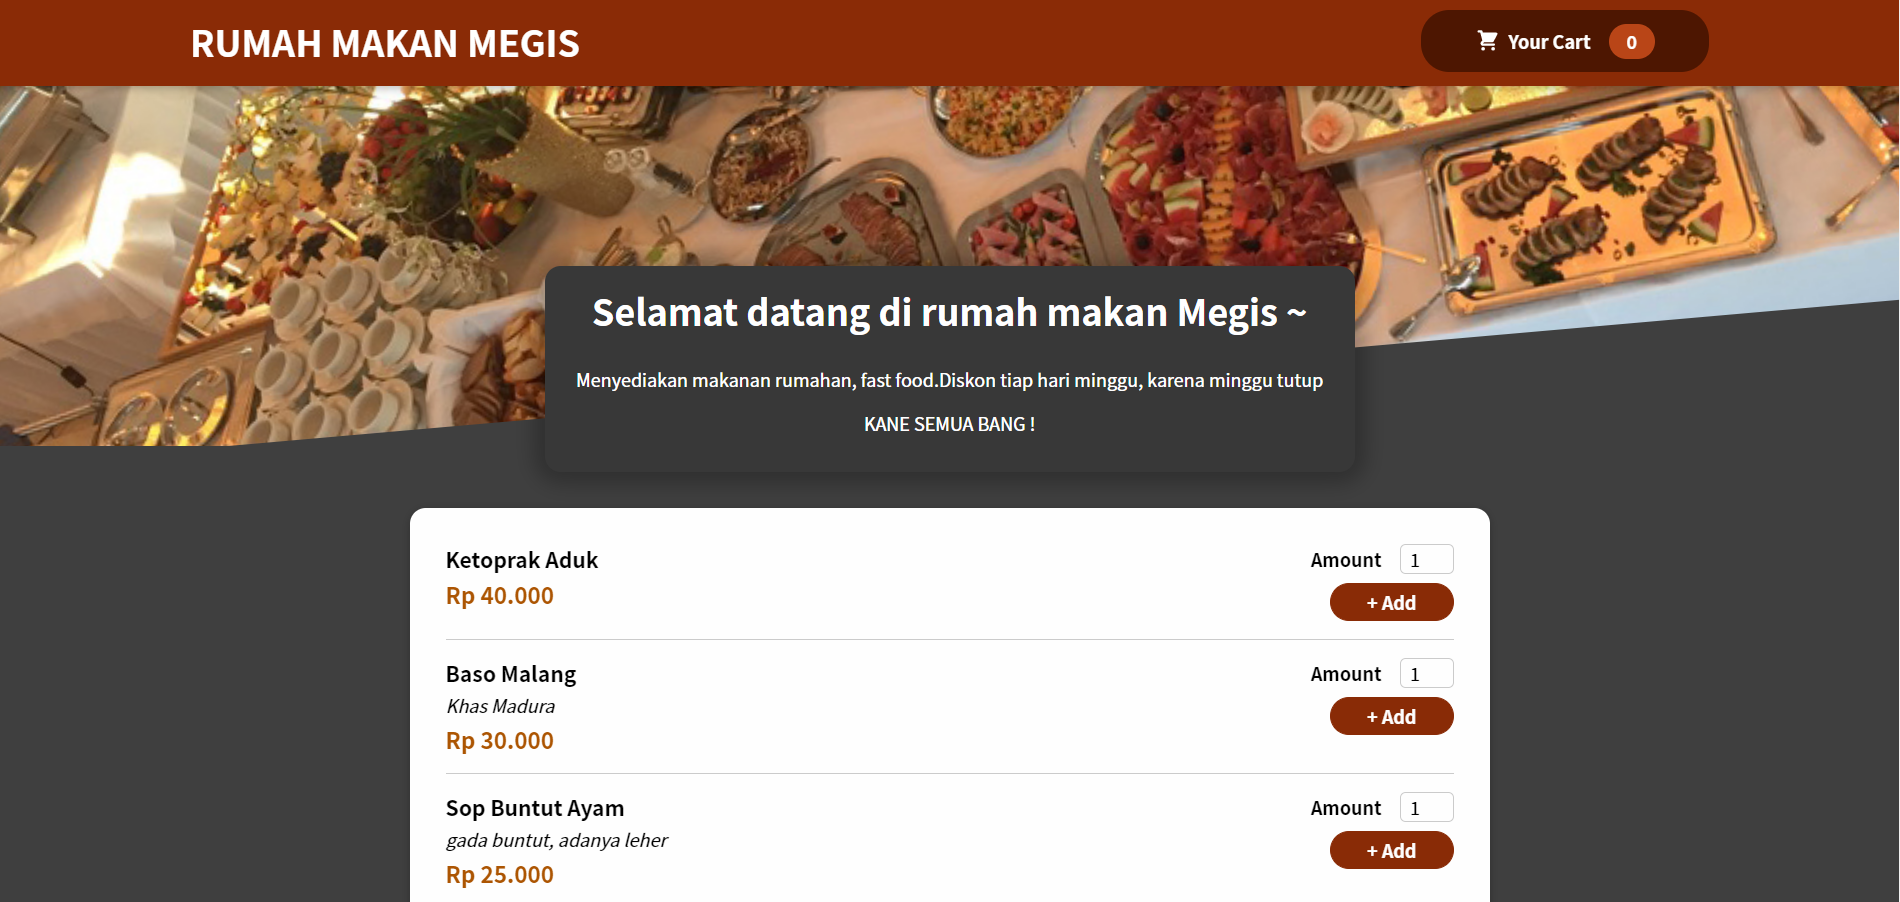 RUMAH MAKAN MEGIS
Your Cart 0
Selamat datang di rumah makan Megis ~
Menyediakan makanan rumahan, fast food.Diskon tiap hari minggu, karena minggu tutup
KANE SEMUA BANG !
Ketoprak Aduk
Rp 40.000
Amount 1
+ Add
Baso Malang
Khas Madura
Rp 30.000
Amount 1
+ Add
Sop Buntut Ayam
gada buntut, adanya leher
Rp 25.000
Amount 1
+ Add